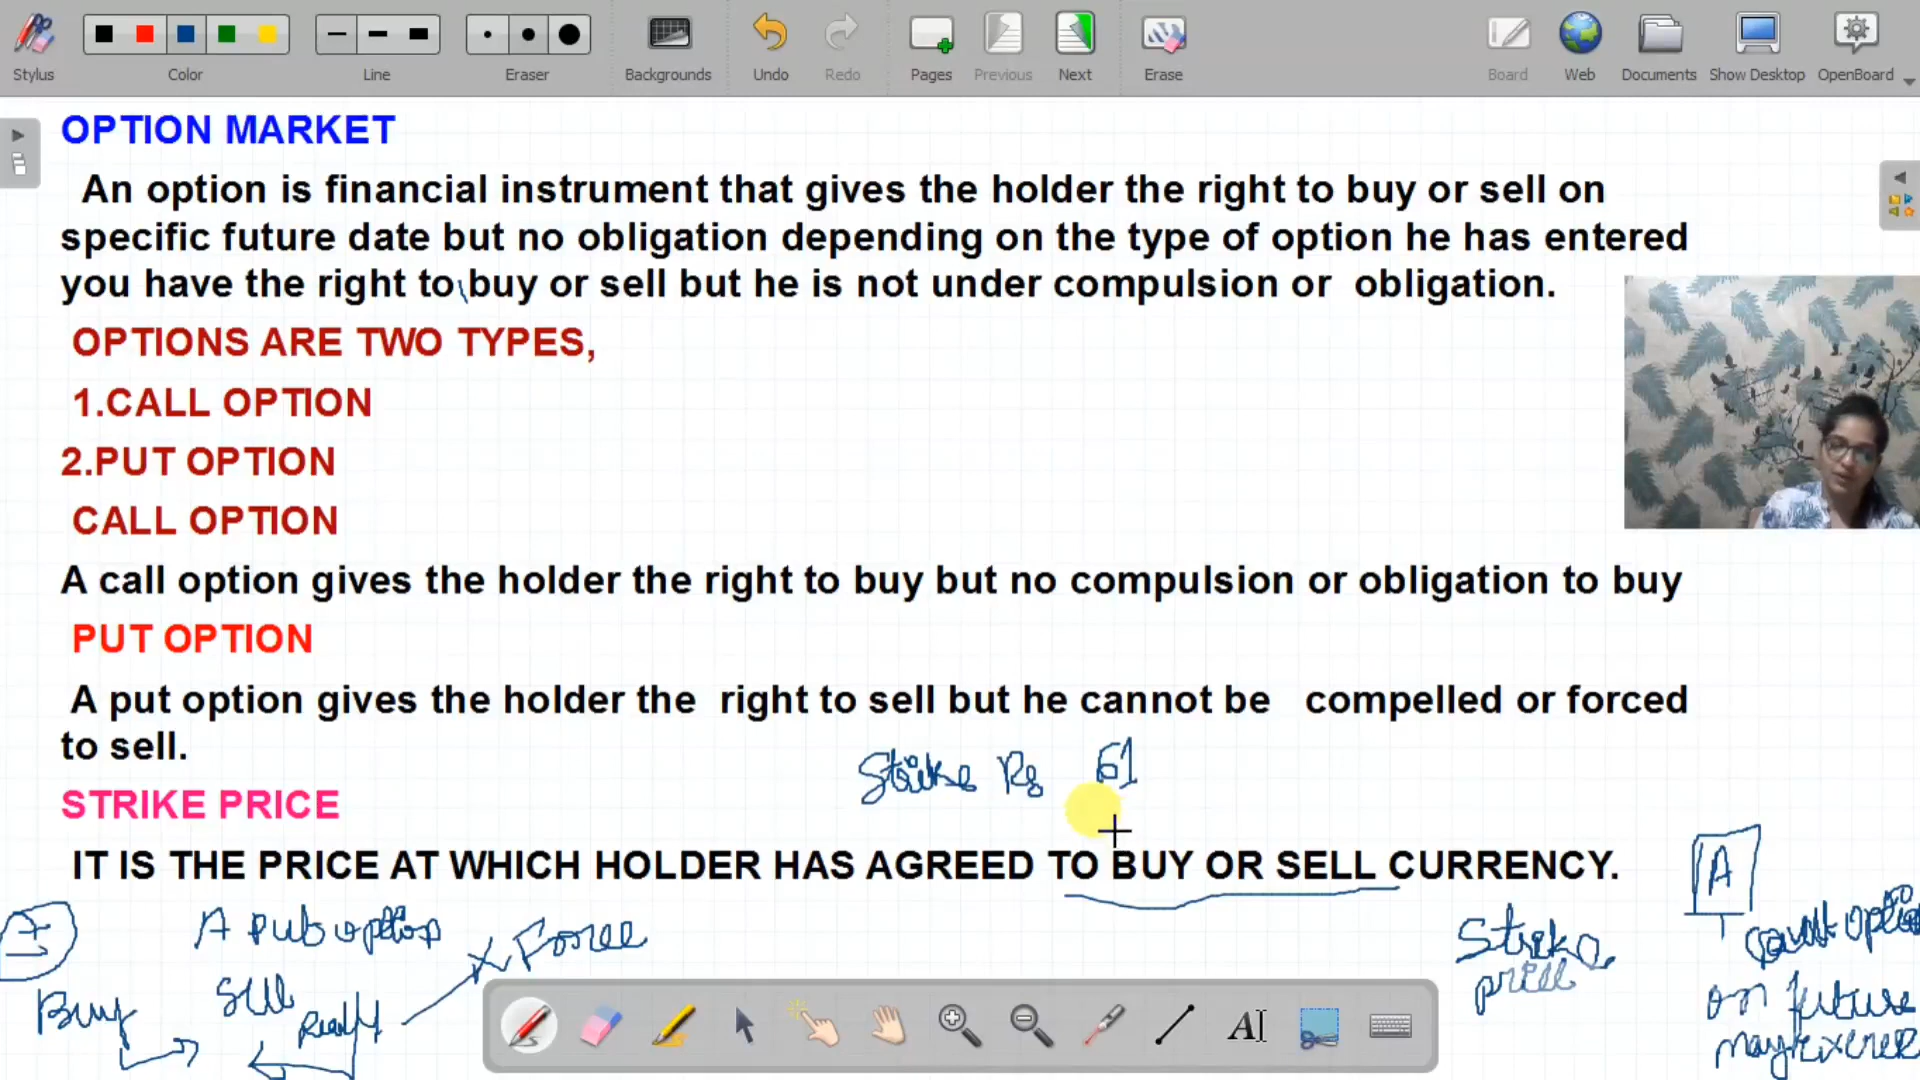 Stylus
Color
Line
Eraser
Backgrounds
Undo
Redo
Pages
Previous
Next
Erase
Board
Web
Documents
Show Desktop
OpenBoard
OPTION MARKET
An option is financial instrument that gives the holder the right to buy or sell on
specific future date but no obligation depending on the type of option he has entered
you have the right to buy or sell but he is not under compulsion or obligation.
OPTIONS ARE TWO TYPES,
1.CALL OPTION
2.PUT OPTION
CALL OPTION
A call option gives the holder the right to buy but no compulsion or obligation to buy
PUT OPTION
A put option gives the holder the right to sell but he cannot be compelled or forced
to sell.
Strike Rs 61
STRIKE PRICE
IT IS THE PRICE AT WHICH HOLDER HAS AGREED TO BUY OR SELL CURRENCY.
A
A put option
X Force
Sell
Buy
Strike
price
on future
may